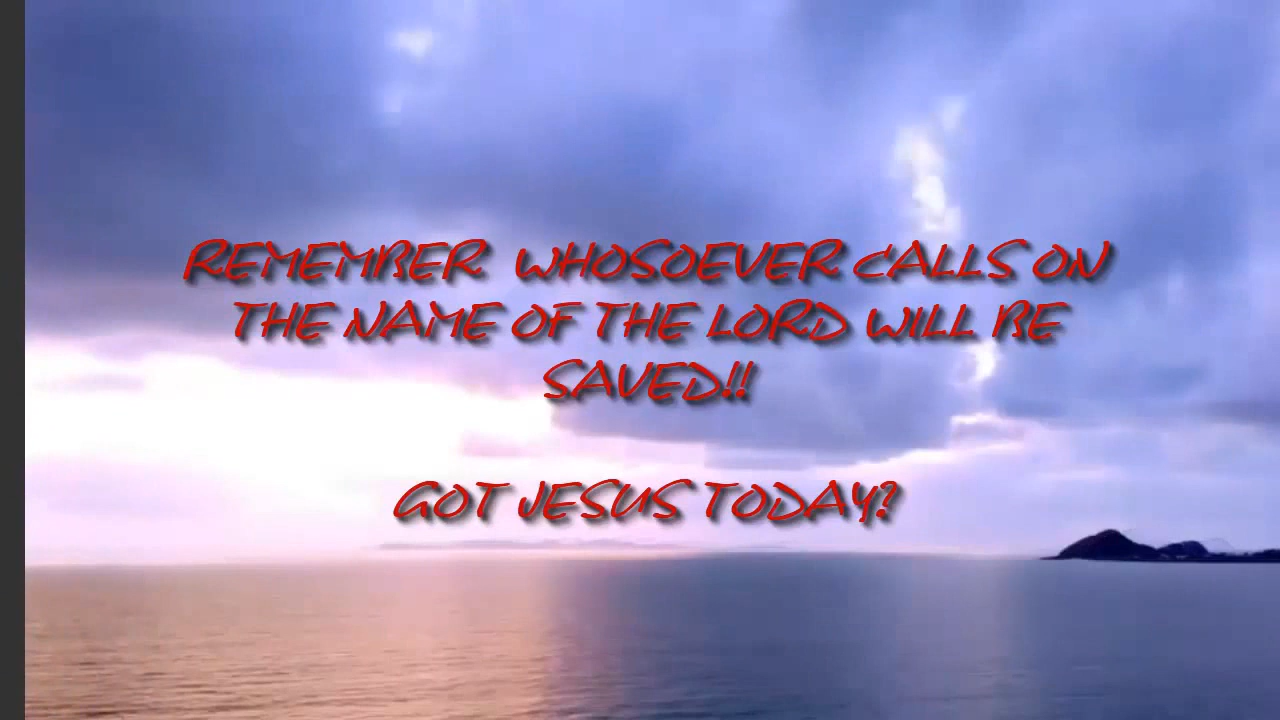 REMEMBER WHOSOEVER CALLS ON
THE NAME OF THE LORD WILL BE
SAVED!!
GOT JESUS TODAY?